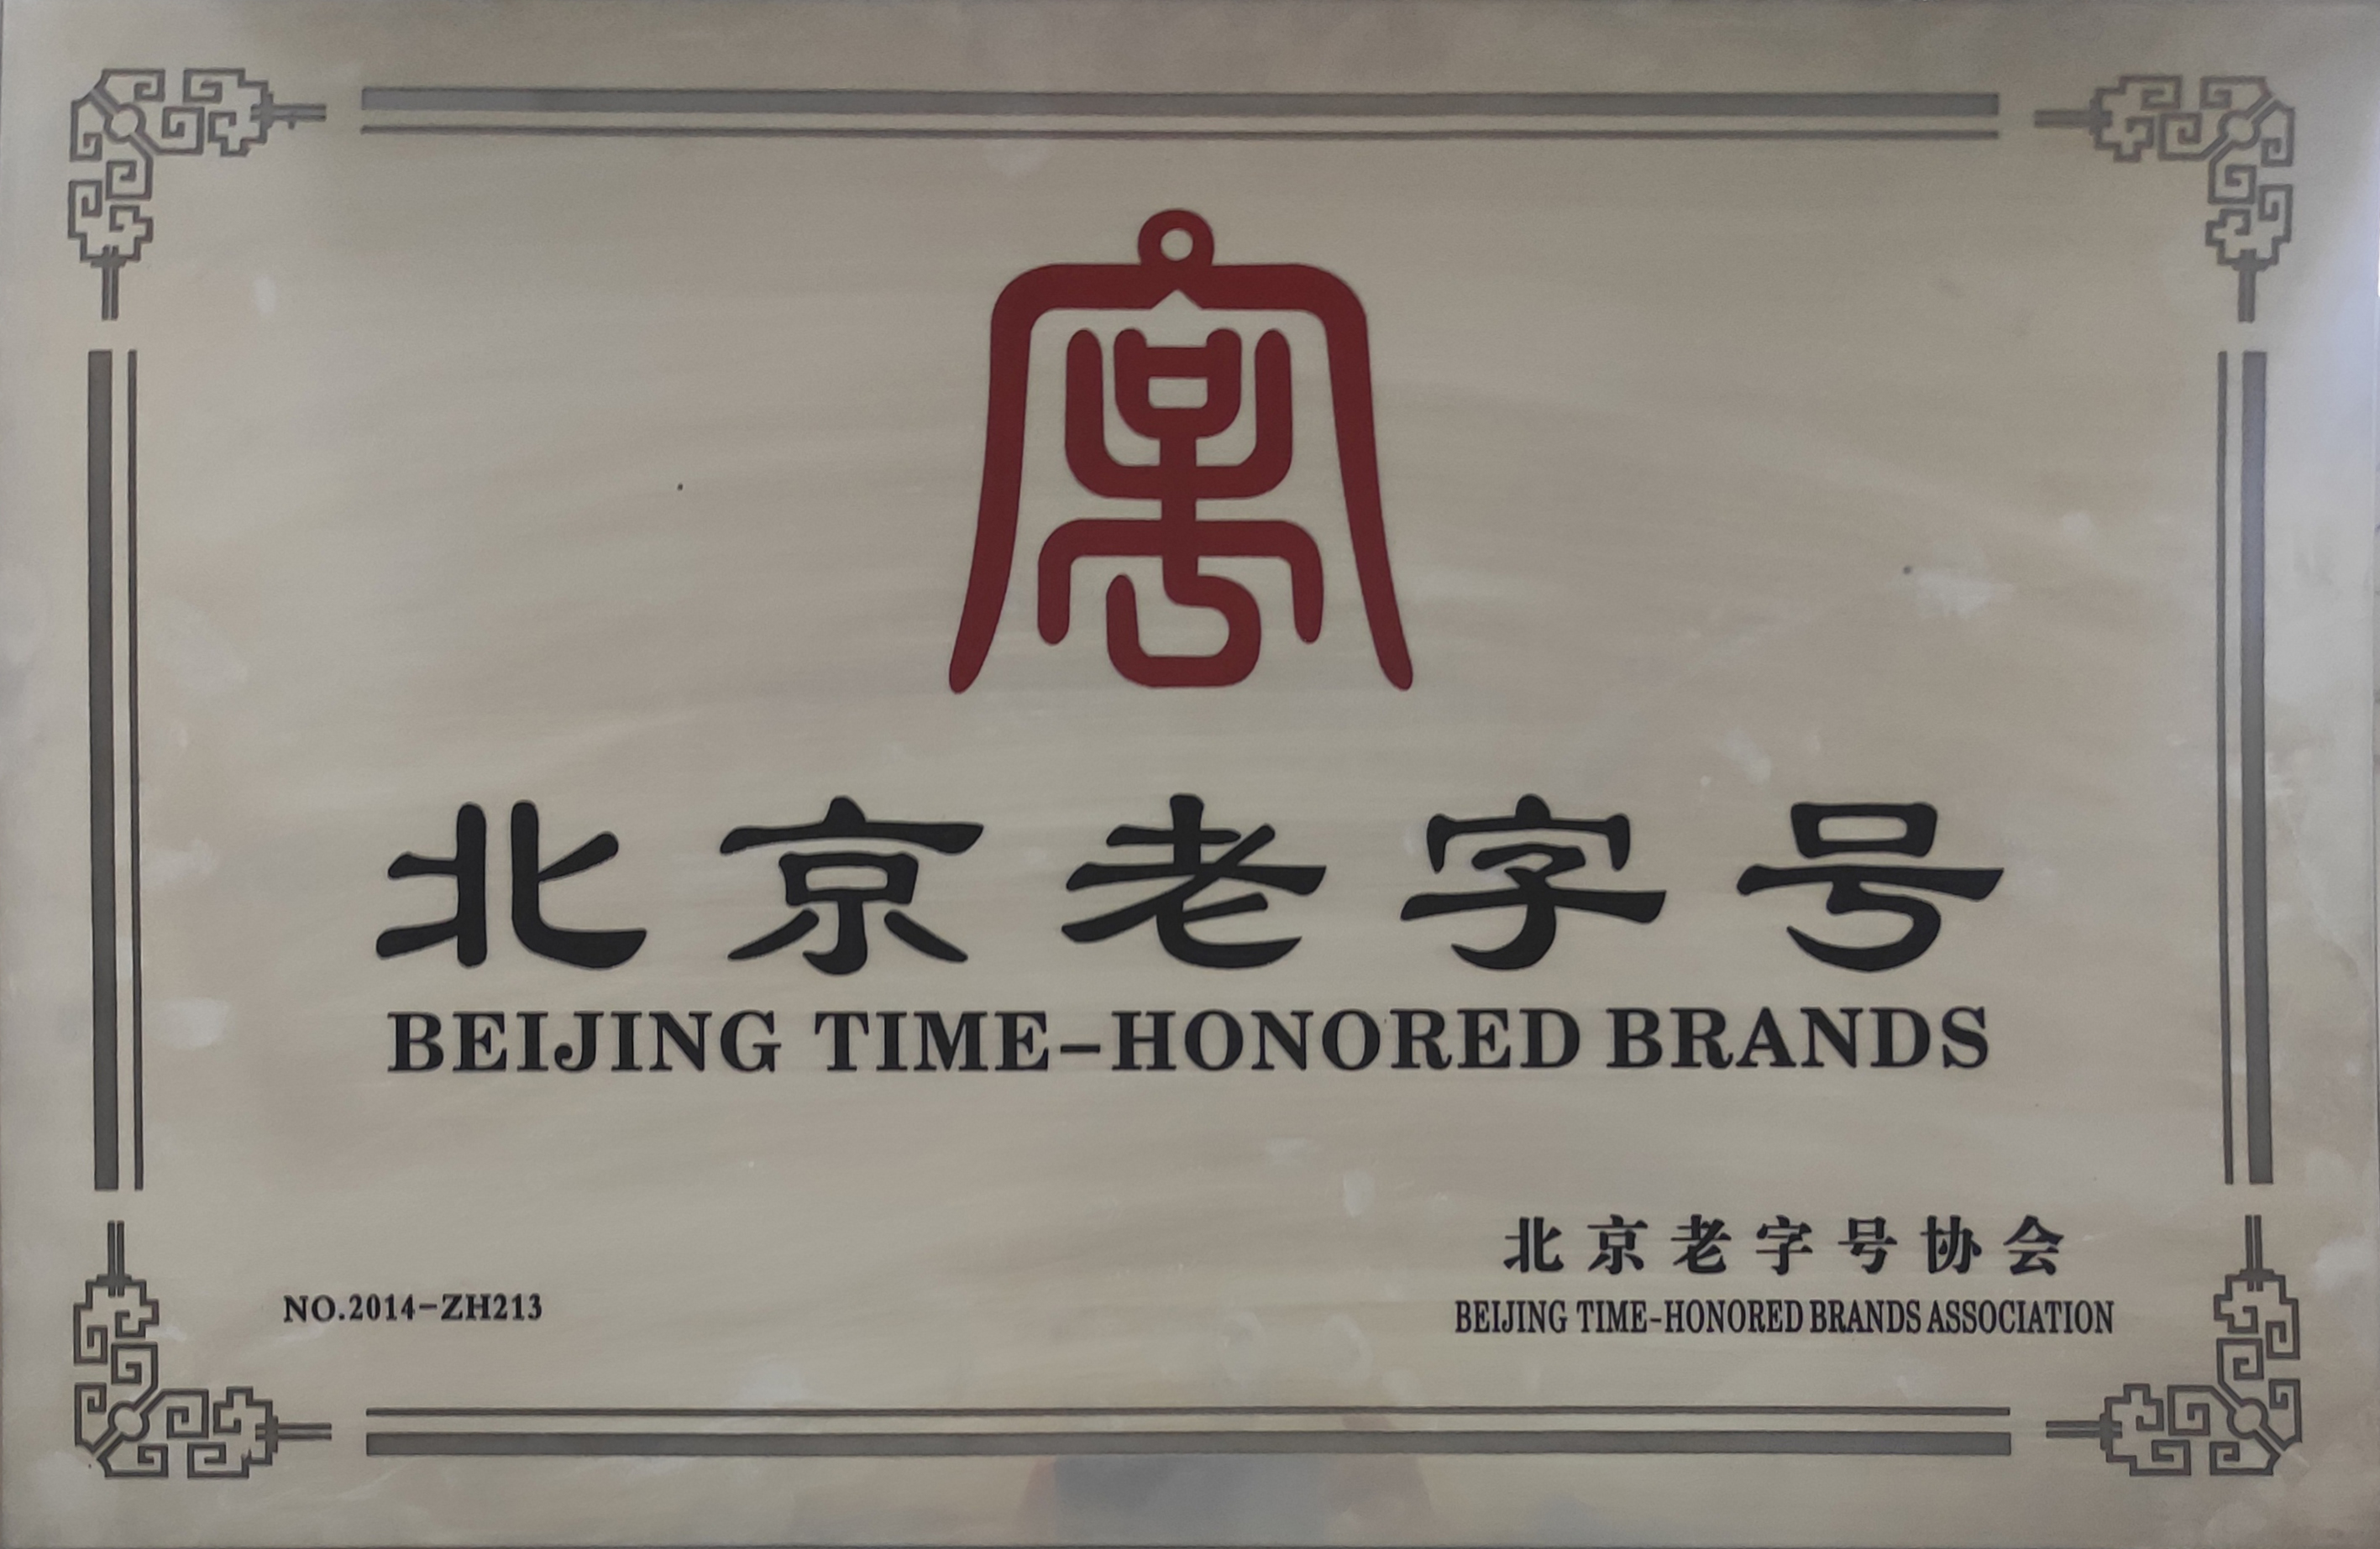 北京老字号
BEIJING TIME-HONORED BRANDS
NO.2014-ZH213
北京老字号协会
BEIJING TIME-HONORED BRANDS ASSOCIATION